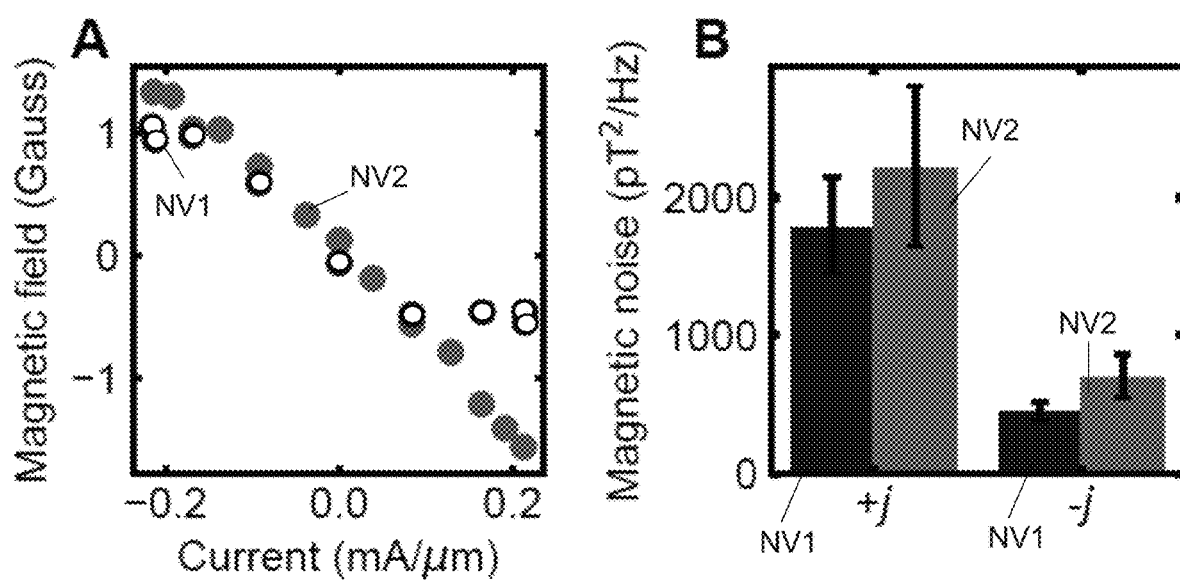 A
Magnetic field (Gauss)
1
0
−1
NV1
NV2
−0.2
0.0
0.2
Current (mA/μm)
B
Magnetic noise (pT²/Hz)
2000
1000
0
NV2
NV2
+j
-j
NV1
NV1